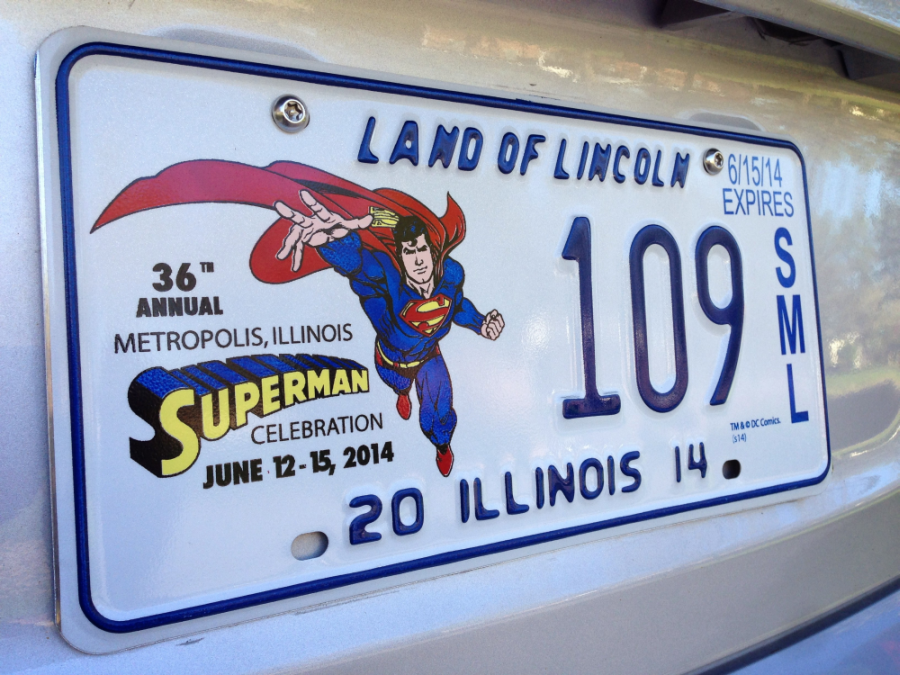 LAND OF LINCOLN
6/15/14
EXPIRES
36TH
ANNUAL
METROPOLIS, ILLINOIS
SUPERMAN
CELEBRATION
JUNE 12-15, 2014
S
109
SML
TM & © DC Comics.
(s14)
20 ILLINOIS 14